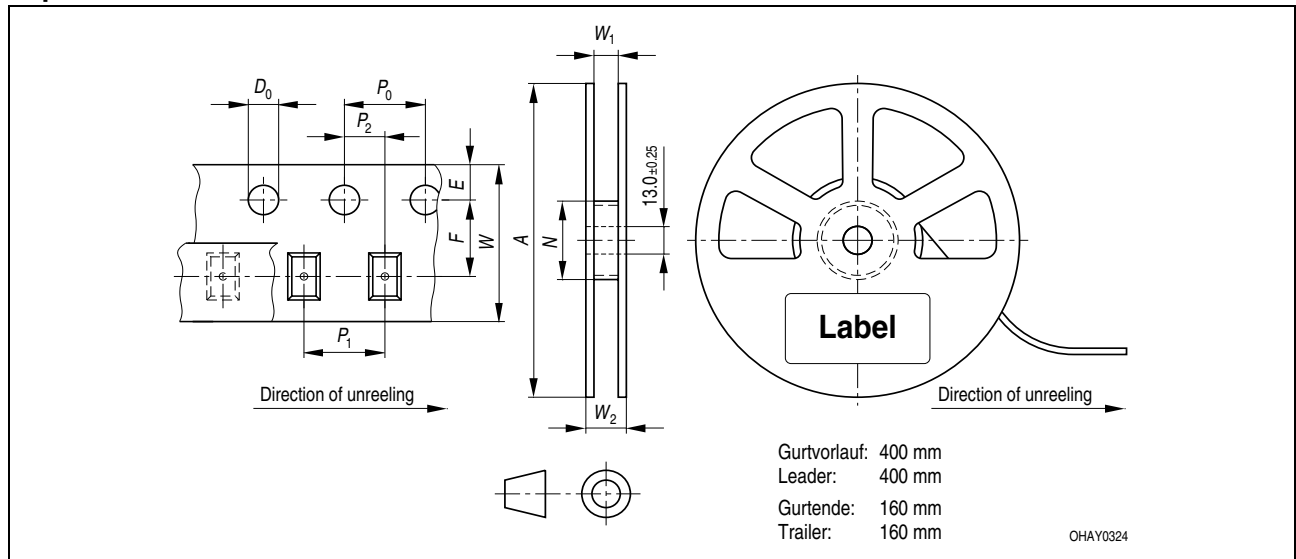 W₁
D₀
P₀
P₂
E
F
W
A
N
13.0±0.25
P₁
Label
Direction of unreeling
W₂
Direction of unreeling
Gurtvorlauf: 400 mm
Leader: 400 mm
Gurtende: 160 mm
Trailer: 160 mm
OHAY0324